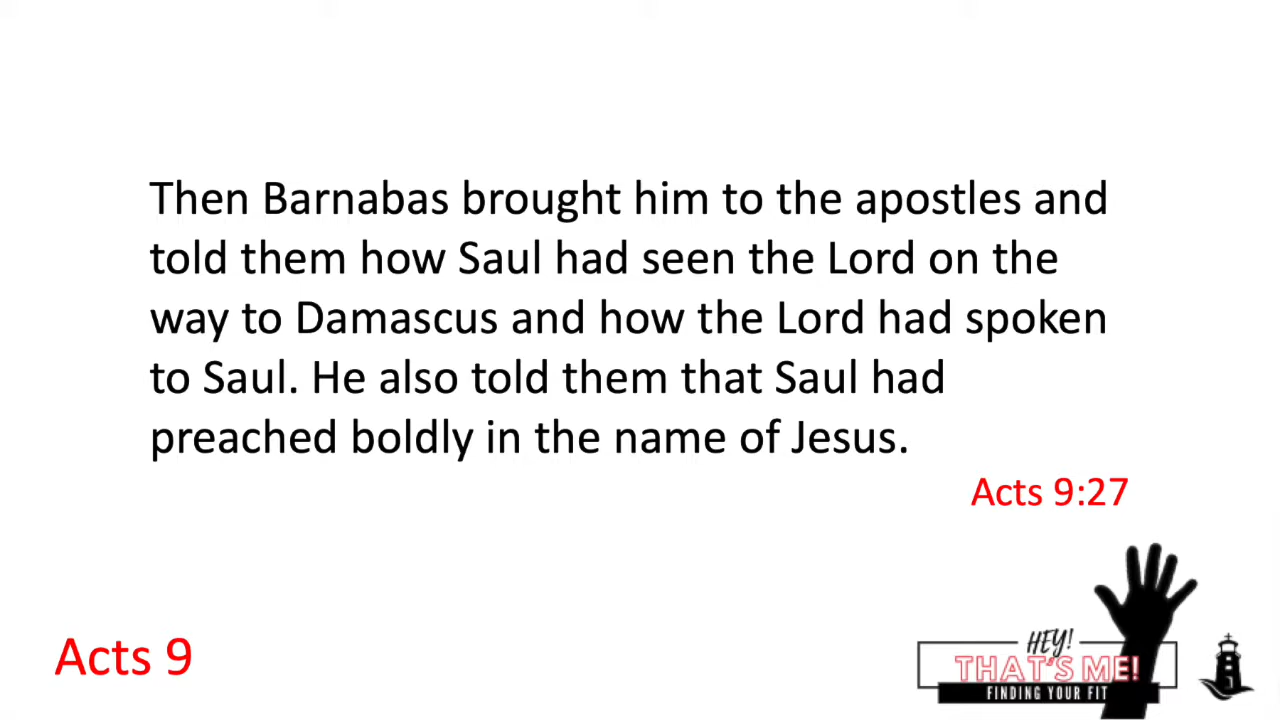 Then Barnabas brought him to the apostles and
told them how Saul had seen the Lord on the
way to Damascus and how the Lord had spoken
to Saul. He also told them that Saul had
preached boldly in the name of Jesus.
Acts 9:27
Acts 9
HEY!
THAT'S ME!
FINDING YOUR FIT